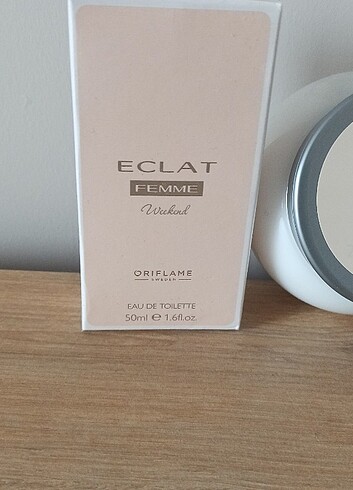 ECLAT
FEMME
Weekend
ORIFLAME
SWEDEN
EAU DE TOILETTE
50ml ℮ 1.6fl.oz.